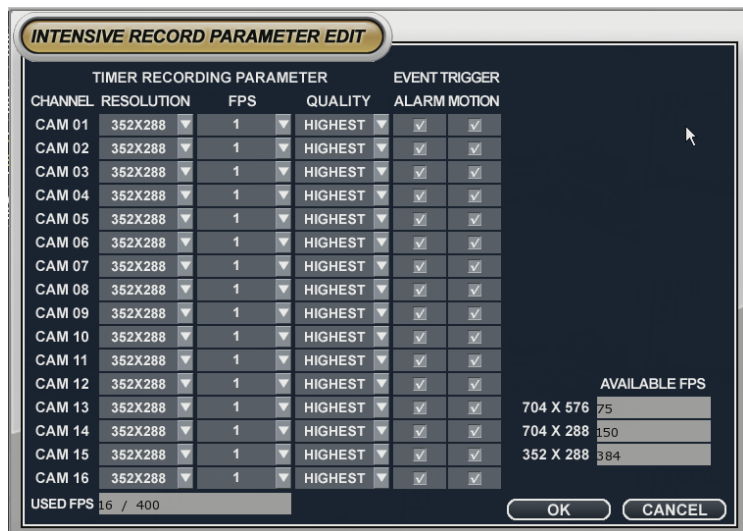 INTENSIVE RECORD PARAMETER EDIT
TIMER RECORDING PARAMETER EVENT TRIGGER
CHANNEL RESOLUTION FPS QUALITY ALARM MOTION
CAM 01 352X288 1 HIGHEST
CAM 02 352X288 1 HIGHEST
CAM 03 352X288 1 HIGHEST
CAM 04 352X288 1 HIGHEST
CAM 05 352X288 1 HIGHEST
CAM 06 352X288 1 HIGHEST
CAM 07 352X288 1 HIGHEST
CAM 08 352X288 1 HIGHEST
CAM 09 352X288 1 HIGHEST
CAM 10 352X288 1 HIGHEST
CAM 11 352X288 1 HIGHEST
CAM 12 352X288 1 HIGHEST AVAILABLE FPS
CAM 13 352X288 1 HIGHEST 704 X 576 75
CAM 14 352X288 1 HIGHEST 704 X 288 150
CAM 15 352X288 1 HIGHEST 352 X 288 384
CAM 16 352X288 1 HIGHEST
USED FPS 16 / 400 OK CANCEL